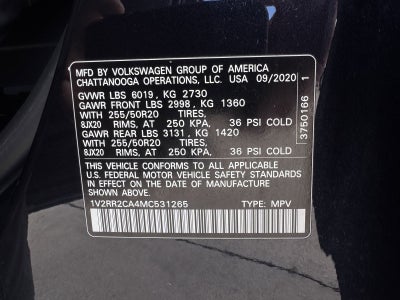 MFD BY VOLKSWAGEN GROUP OF AMERICA
CHATTANOOGA OPERATIONS, LLC. USA 09/2020
GVWR LBS 6019, KG 2730
GAWR FRONT LBS 2998, KG 1360
WITH 255/50R20 TIRES,
8JX20 RIMS, AT 250 KPA, 36 PSI COLD
GAWR REAR LBS 3131, KG 1420
WITH 255/50R20 TIRES,
8JX20 RIMS, AT 250 KPA, 36 PSI COLD
THIS VEHICLE CONFORMS TO ALL APPLICABLE
U.S. FEDERAL MOTOR VEHICLE SAFETY STANDARDS
IN EFFECT ON THE DATE OF MANUFACTURE
SHOWN ABOVE.
1V2RR2CA4MC531265 TYPE: MPV
3750166 1